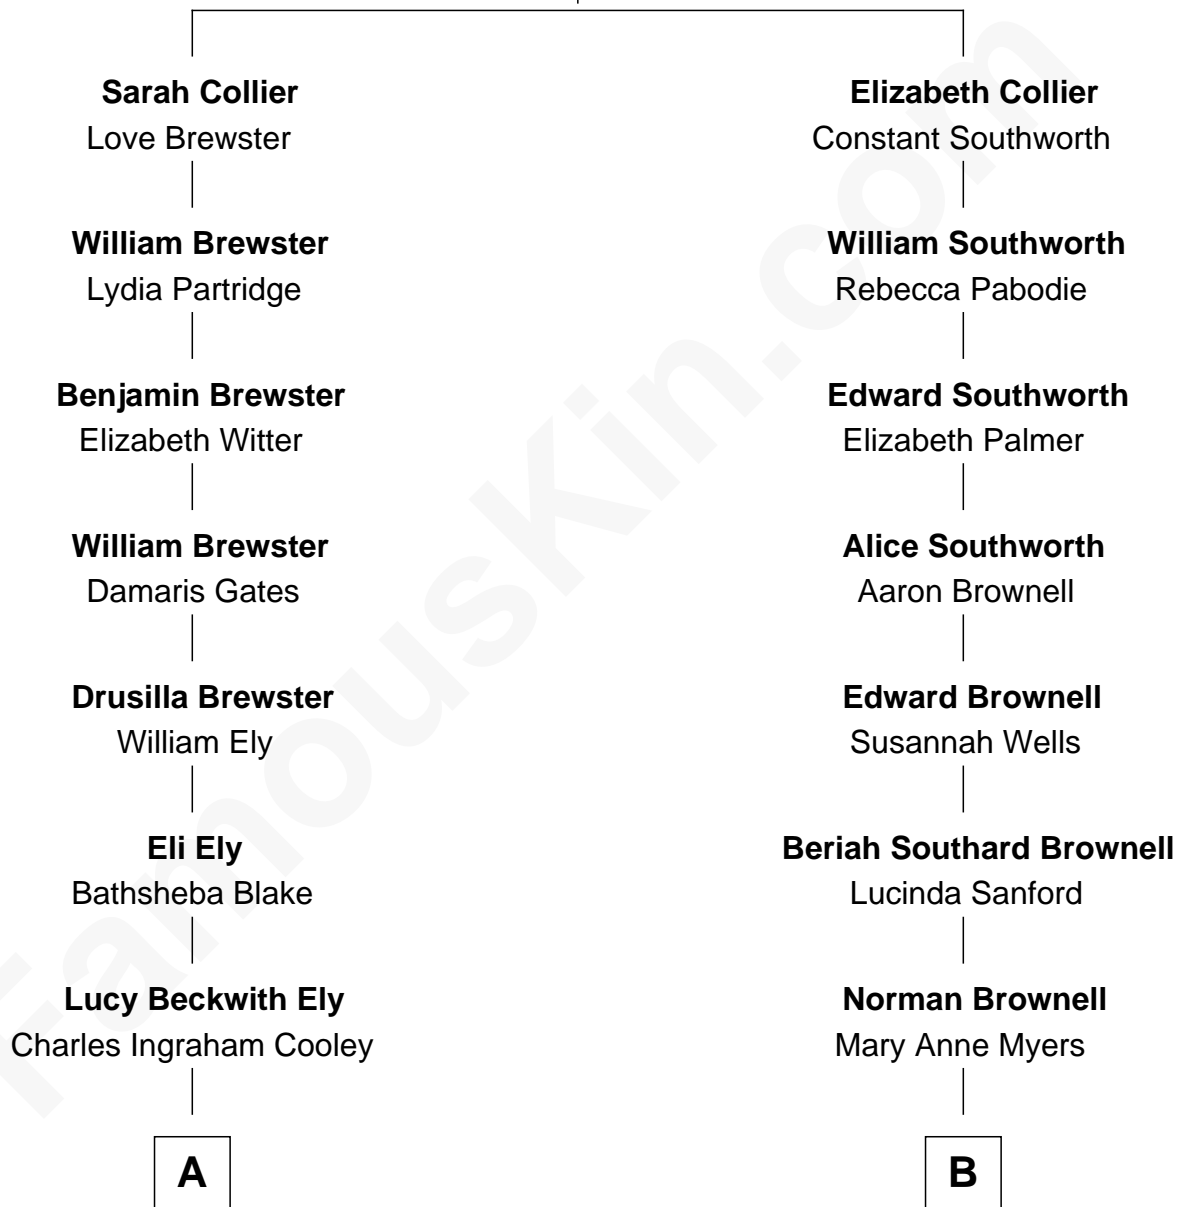 Sarah Collier
Love Brewster
William Brewster
Lydia Partridge
Benjamin Brewster
Elizabeth Witter
William Brewster
Damaris Gates
Drusilla Brewster
William Ely
Eli Ely
Bathsheba Blake
Lucy Beckwith Ely
Charles Ingraham Cooley
A
Elizabeth Collier
Constant Southworth
William Southworth
Rebecca Pabodie
Edward Southworth
Elizabeth Palmer
Alice Southworth
Aaron Brownell
Edward Brownell
Susannah Wells
Beriah Southard Brownell
Lucinda Sanford
Norman Brownell
Mary Anne Myers
B
FamousKin.com